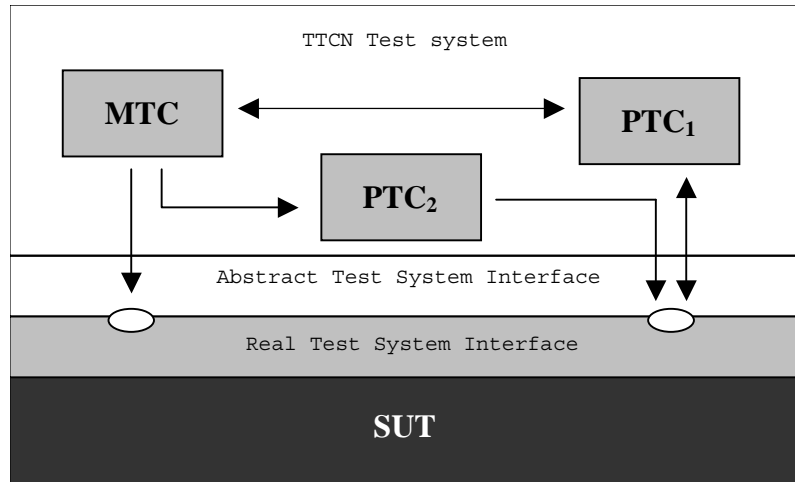 TTCN Test system
MTC
PTC₁
PTC₂
Abstract Test System Interface
Real Test System Interface
SUT